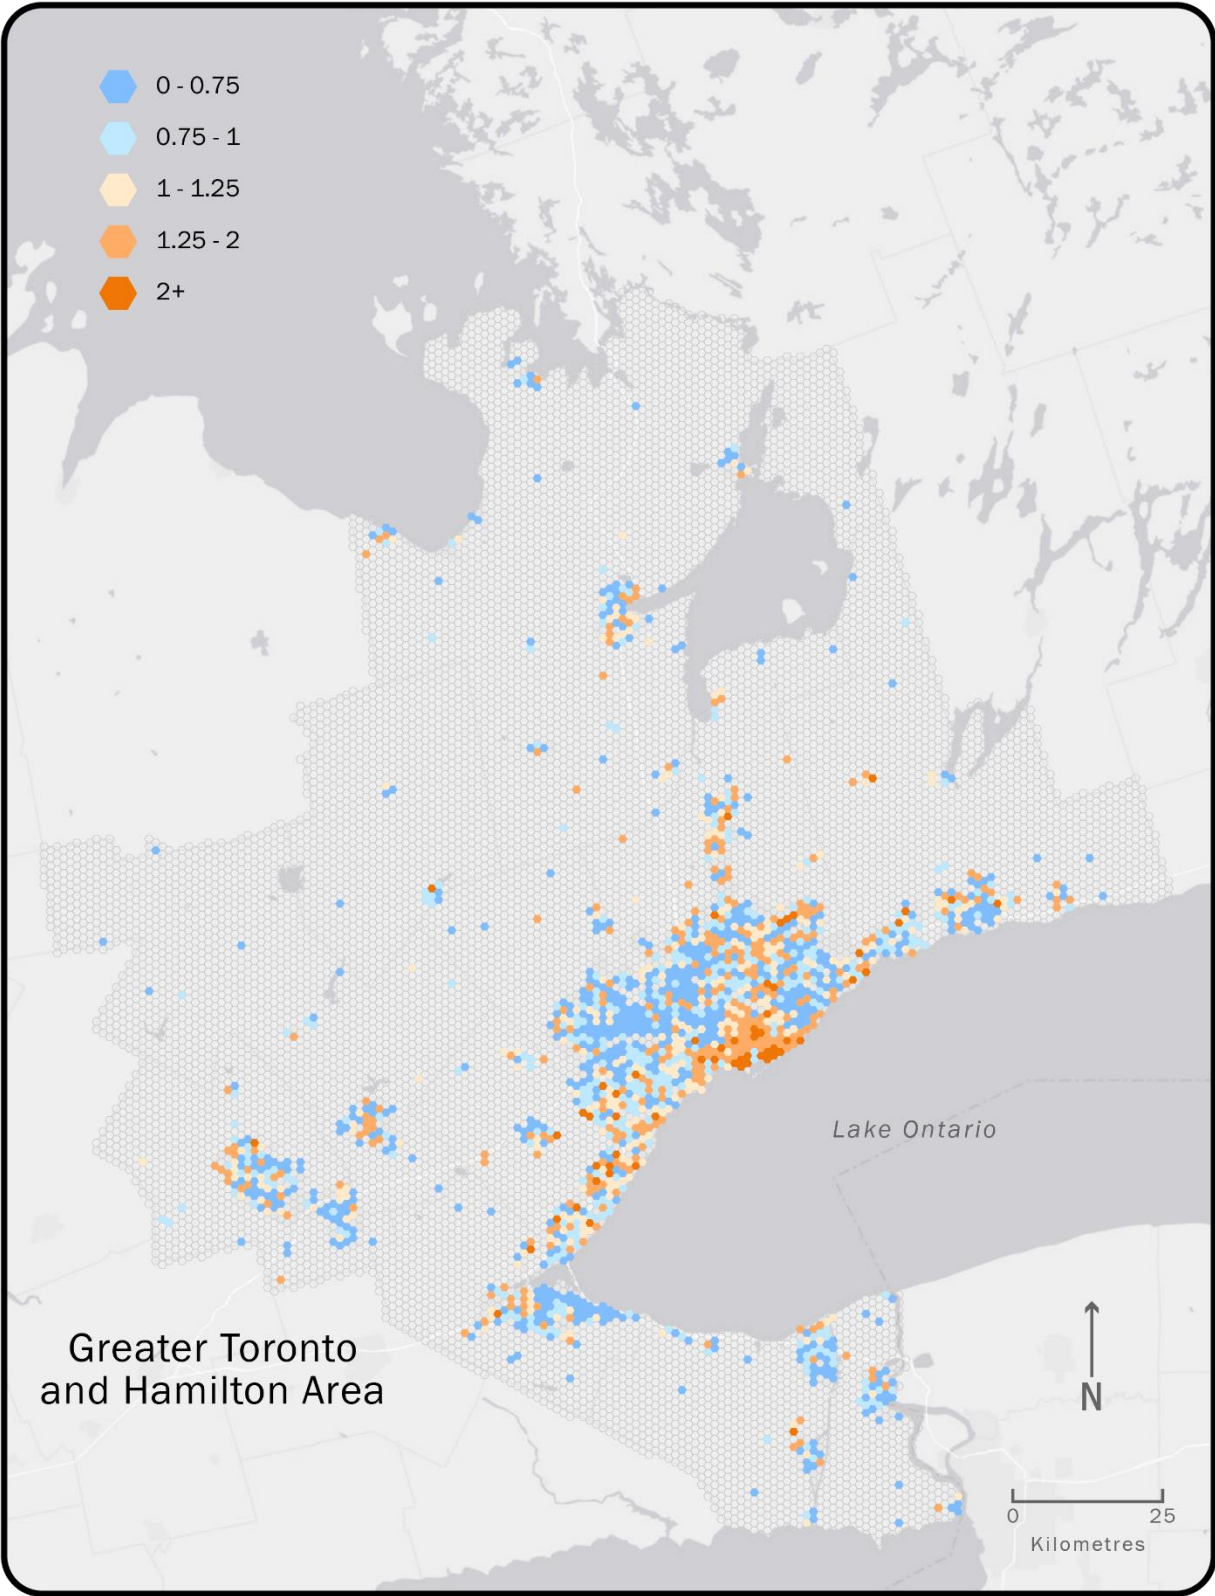 0 - 0.75
0.75 - 1
1 - 1.25
1.25 - 2
2+
Lake Ontario
Greater Toronto
and Hamilton Area
N
0 25
Kilometres